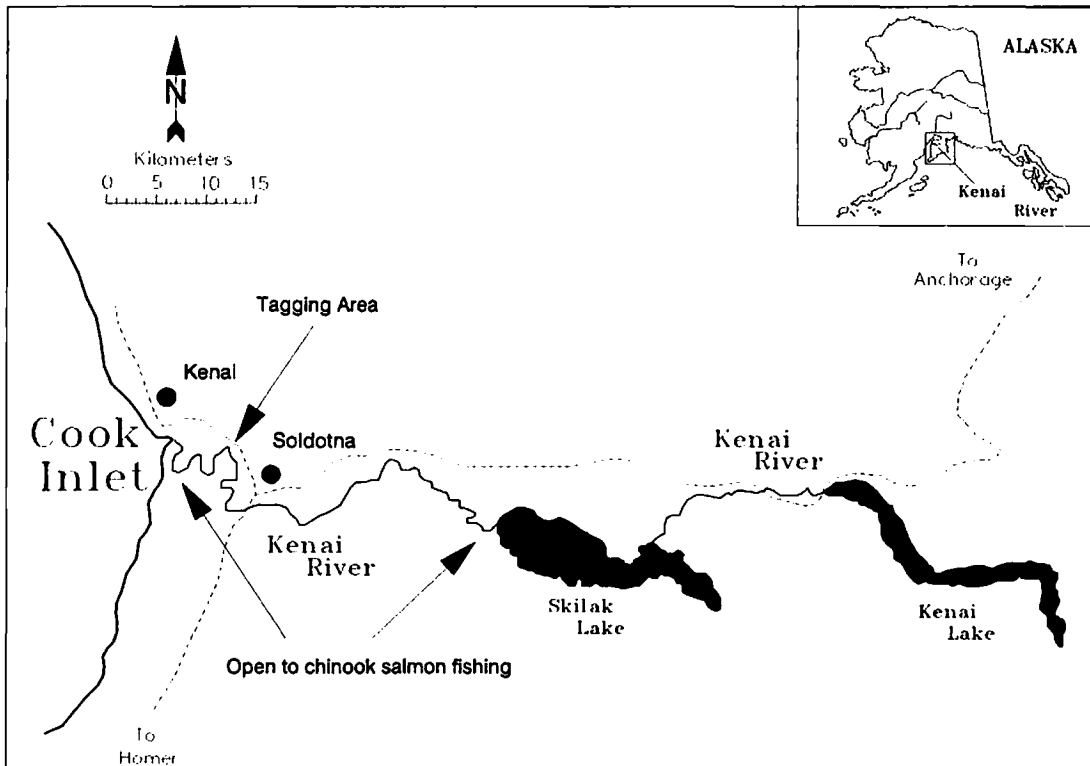 ALASKA
Kenai
River
N
Kilometers
0 5 10 15
To
Anchorage
Tagging Area
Kenai
Cook
Inlet
Soldotna
Kenai
River
Kenai
River
Skilak
Lake
Kenai
Lake
Open to chinook salmon fishing
To
Homer